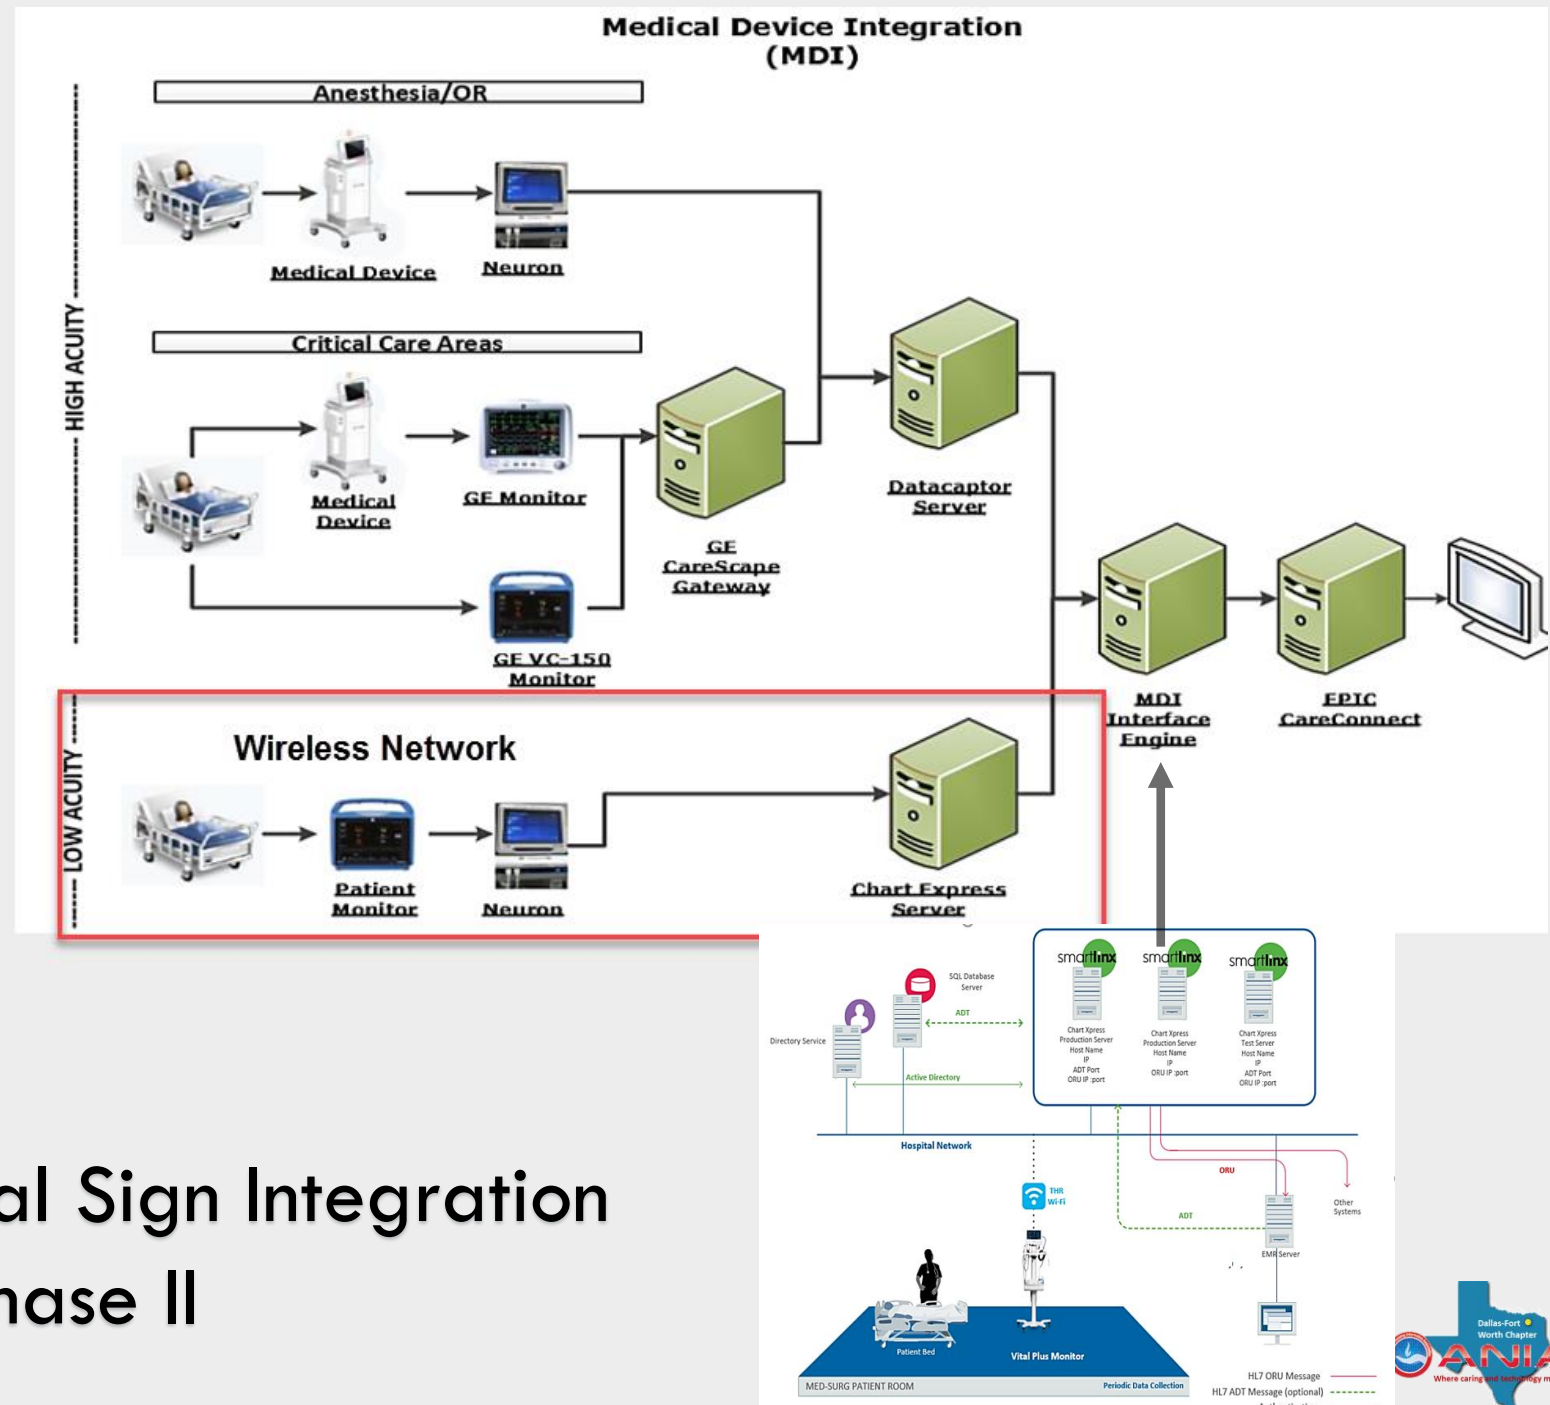 Medical Device Integration
(MDI)
Anesthesia/OR
Medical Device
Neuron
HIGH ACUITY
Critical Care Areas
Medical
Device
GE Monitor
GE
CareScape
Gateway
Datacaptor
Server
GE VC-150
Monitor
MDI
Interface
Engine
EPIC
CareConnect
LOW ACUITY
Wireless Network
Patient
Monitor
Neuron
Chart Express
Server
smartlinx
smartlinx
smartlinx
SQL Database
Server
ADT
Directory Service
Active Directory
Chart Xpress
Production Server
Host Name
IP
ADT Port
ORU IP :port
Chart Xpress
Production Server
Host Name
IP
ORU IP :port
Chart Xpress
Test Server
Host Name
IP
ADT Port
ORU IP :port
Hospital Network
THR
Wi-Fi
ORU
ADT
Other
Systems
EMR Server
Patient Bed
Vital Plus Monitor
MED-SURG PATIENT ROOM
Periodic Data Collection
HL7 ORU Message
HL7 ADT Message (optional)
al Sign Integration
hase II
Dallas-Fort
Worth Chapter
ANIA
Where caring and technology m